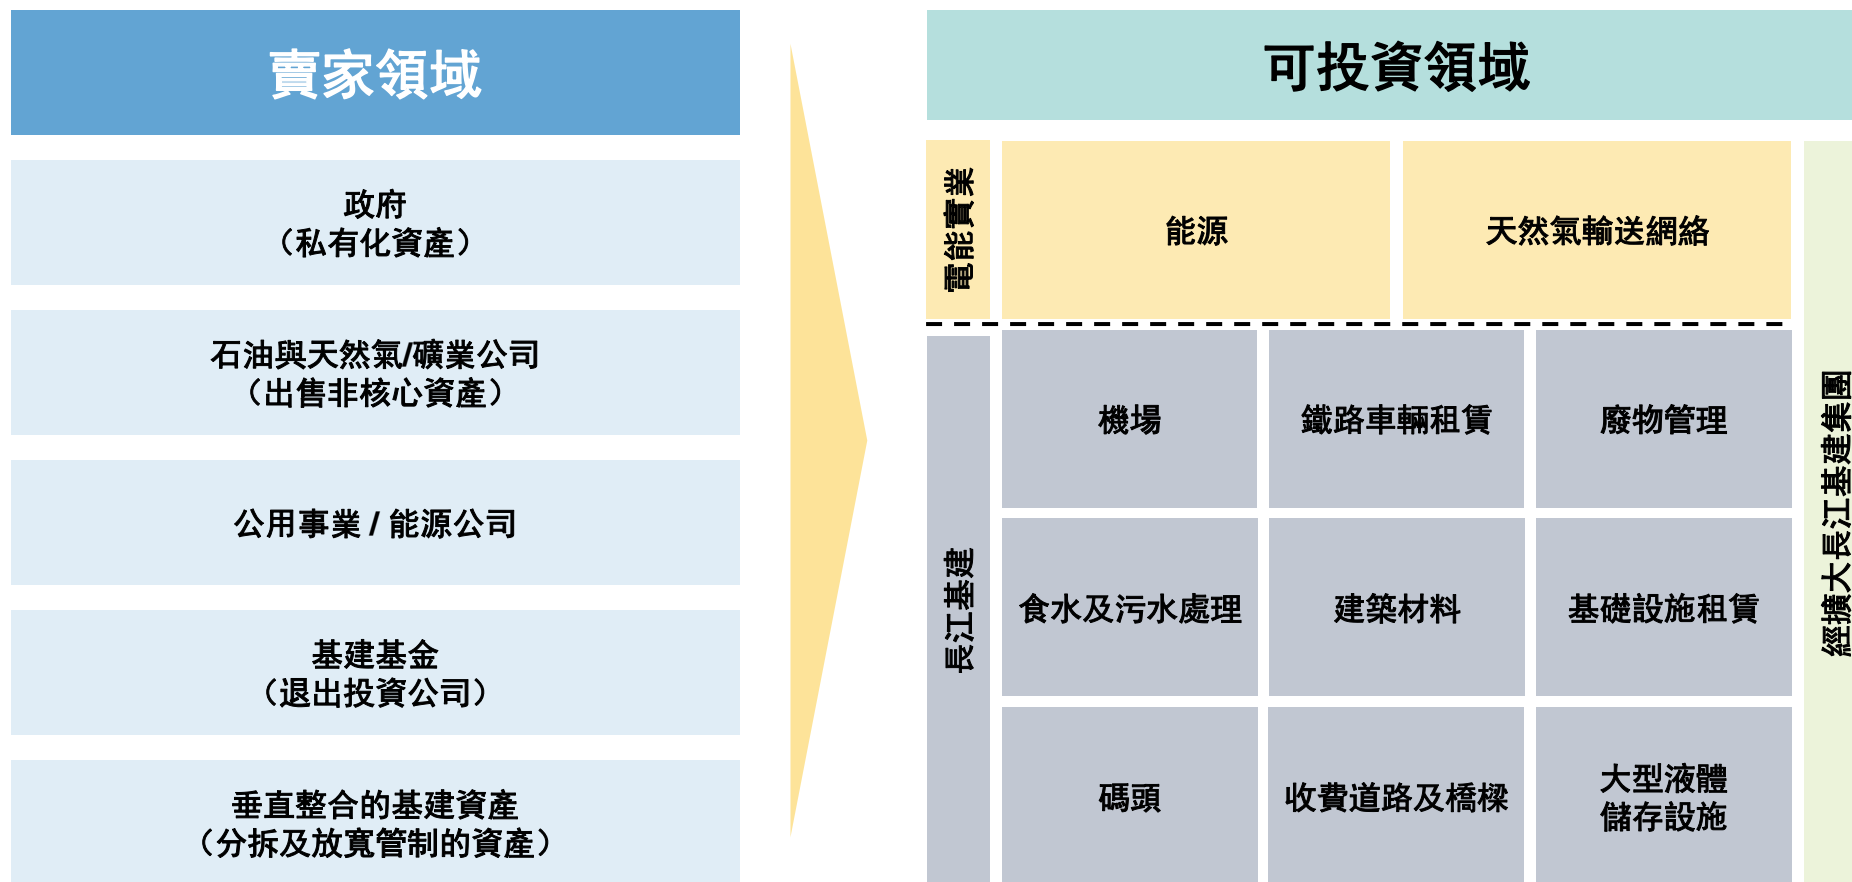 賣家領域
政府
（私有化資產）
石油與天然氣/礦業公司
（出售非核心資產）
公用事業 / 能源公司
基建基金
（退出投資公司）
垂直整合的基建資產
（分拆及放寬管制的資產）
可投資領域
電能實業
能源
天然氣輸送網絡
長江基建
機場
鐵路車輛租賃
廢物管理
食水及污水處理
建築材料
基礎設施租賃
碼頭
收費道路及橋樑
大型液體
儲存設施
經擴大長江基建集團